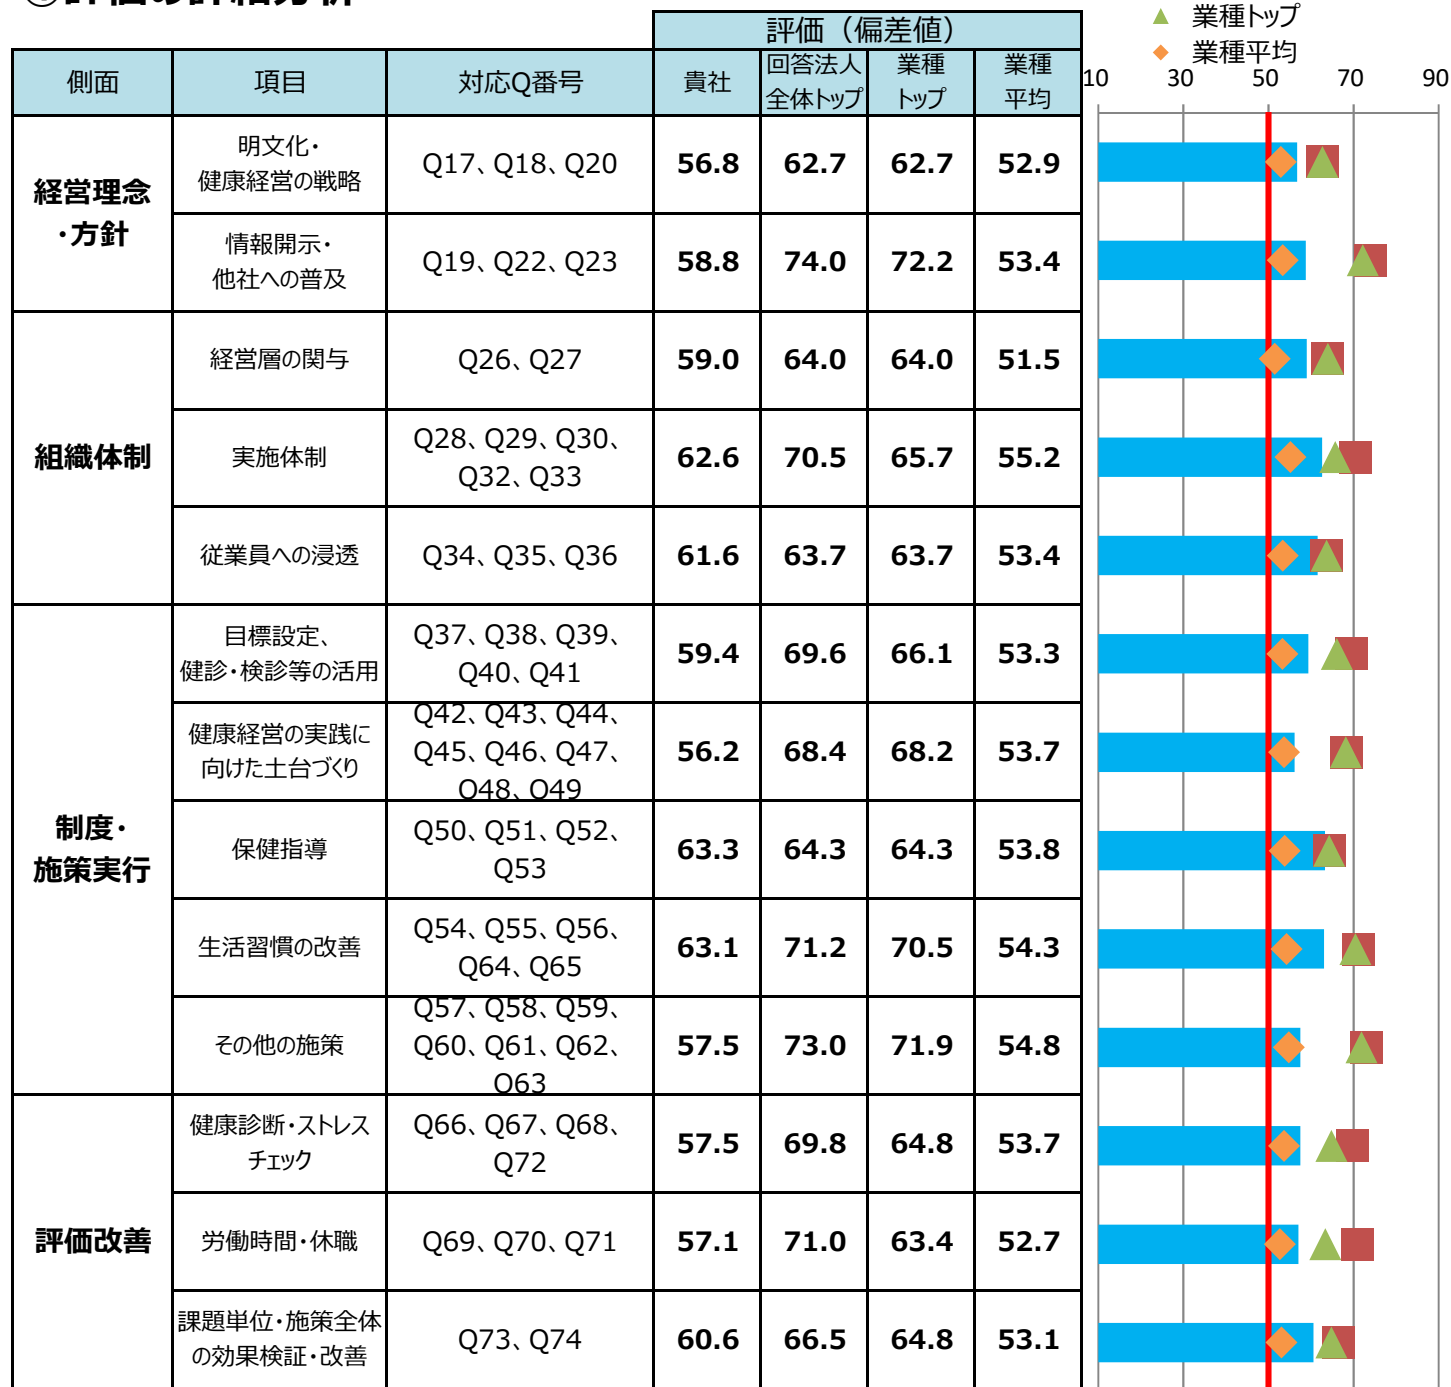 ①評価の詳細分析
業種トップ
業種平均
評価（偏差値）
側面 項目 対応Q番号 貴社 回答法人全体トップ 業種トップ 業種平均
10 30 50 70 90
経営理念・方針
明文化・健康経営の戦略 Q17、Q18、Q20 56.8 62.7 62.7 52.9
情報開示・他社への普及 Q19、Q22、Q23 58.8 74.0 72.2 53.4
組織体制
経営層の関与 Q26、Q27 59.0 64.0 64.0 51.5
実施体制 Q28、Q29、Q30、Q32、Q33 62.6 70.5 65.7 55.2
従業員への浸透 Q34、Q35、Q36 61.6 63.7 63.7 53.4
制度・施策実行
目標設定、健診・検診等の活用 Q37、Q38、Q39、Q40、Q41 59.4 69.6 66.1 53.3
健康経営の実践に向けた土台づくり Q42、Q43、Q44、Q45、Q46、Q47、Q48、Q49 56.2 68.4 68.2 53.7
保健指導 Q50、Q51、Q52、Q53 63.3 64.3 64.3 53.8
生活習慣の改善 Q54、Q55、Q56、Q64、Q65 63.1 71.2 70.5 54.3
その他の施策 Q57、Q58、Q59、Q60、Q61、Q62、Q63 57.5 73.0 71.9 54.8
評価改善
健康診断・ストレスチェック Q66、Q67、Q68、Q72 57.5 69.8 64.8 53.7
労働時間・休職 Q69、Q70、Q71 57.1 71.0 63.4 52.7
課題単位・施策全体の効果検証・改善 Q73、Q74 60.6 66.5 64.8 53.1